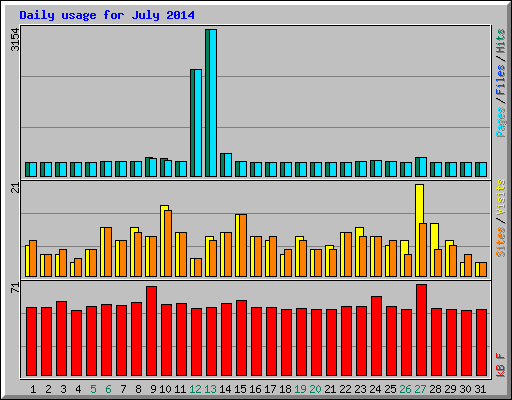 Daily usage for July 2014
3154
21
71
Pages/Files/Hits
Sites/Visits
kB F
1 2 3 4 5 6 7 8 9 10 11 12 13 14 15 16 17 18 19 20 21 22 23 24 25 26 27 28 29 30 31